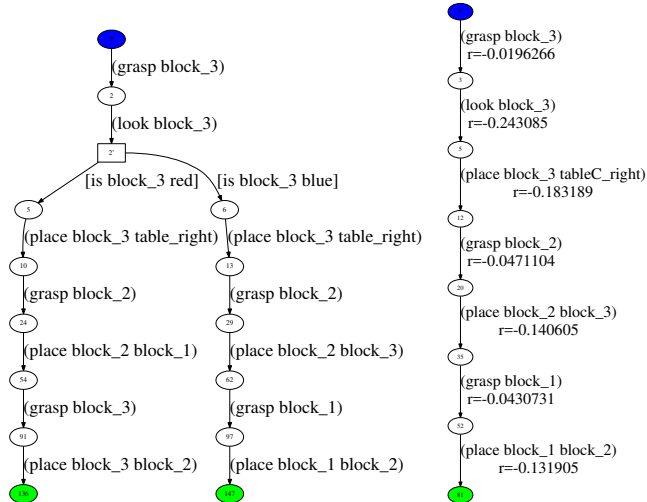 (grasp block_3)
2
(look block_3)
2'
[is block_3 red]
[is block_3 blue]
5
6
(place block_3 table_right)
(place block_3 table_right)
10
13
(grasp block_2)
(grasp block_2)
24
29
(place block_2 block_1)
(place block_2 block_3)
54
62
(grasp block_3)
(grasp block_1)
91
97
(place block_3 block_2)
(place block_1 block_2)
136
147
(grasp block_3)
r=-0.0196266
3
(look block_3)
r=-0.243085
5
(place block_3 tableC_right)
r=-0.183189
12
(grasp block_2)
r=-0.0471104
20
(place block_2 block_3)
r=-0.140605
35
(grasp block_1)
r=-0.0430731
52
(place block_1 block_2)
r=-0.131905
81